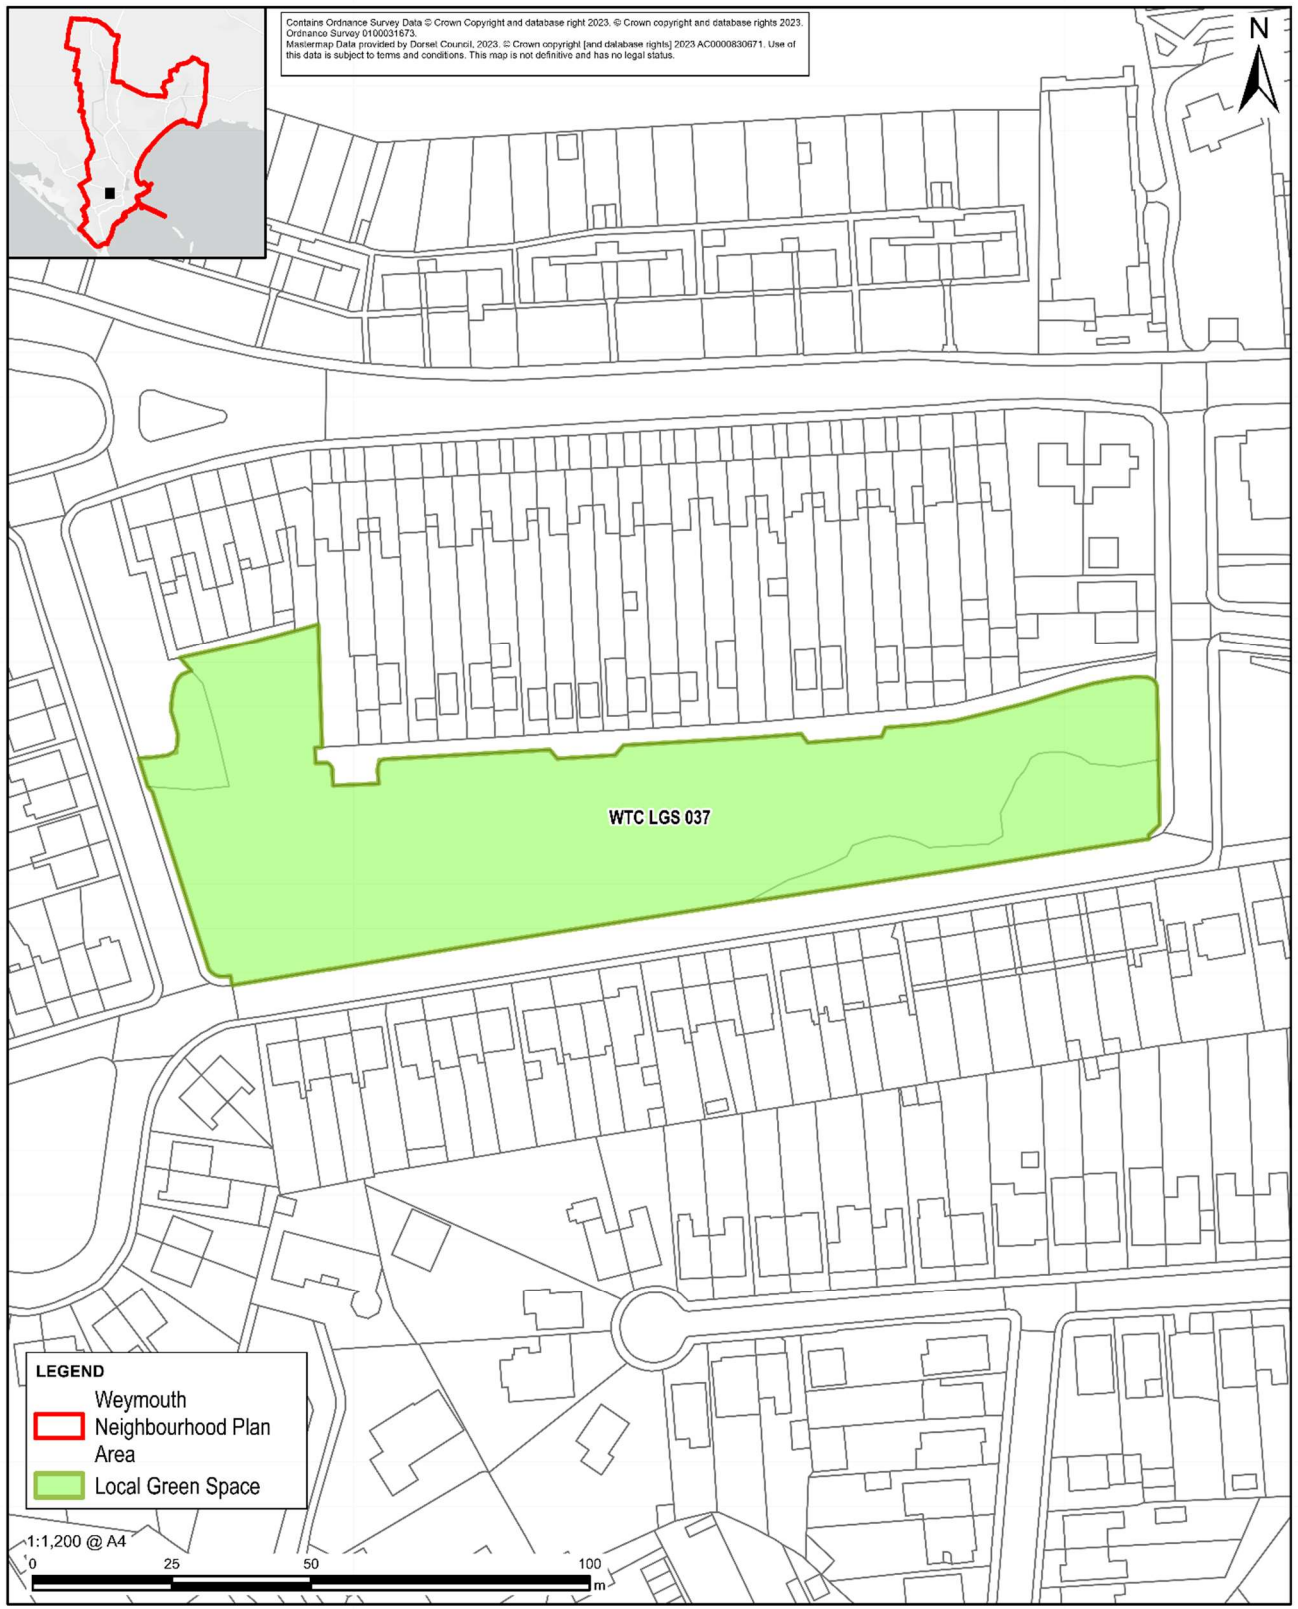 Contains Ordnance Survey Data © Crown Copyright and database right 2023. © Crown copyright and database rights 2023.
Ordnance Survey 0100031673.
Mastermap Data provided by Dorset Council, 2023. © Crown copyright [and database rights] 2023 AC0000830671. Use of
this data is subject to terms and conditions. This map is not definitive and has no legal status.
N
WTC LGS 037
LEGEND
Weymouth
Neighbourhood Plan
Area
Local Green Space
1:1,200 @ A4
0 25 50 100
m